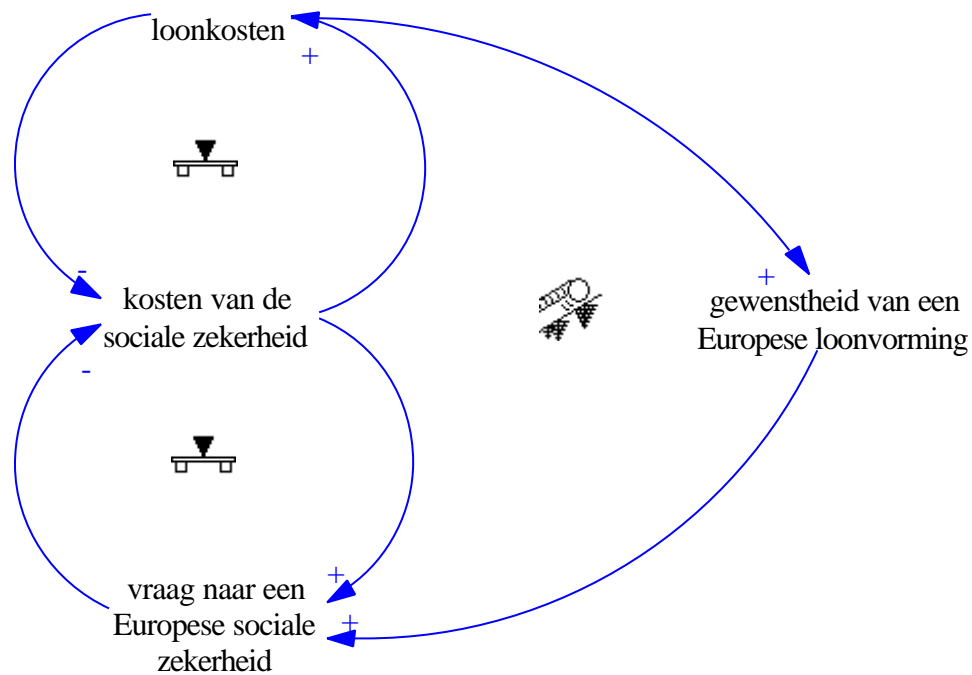 loonkosten
+
-
+
kosten van de
sociale zekerheid
gewenstheid van een
Europese loonvorming
-
+
vraag naar een
Europese sociale
zekerheid
+